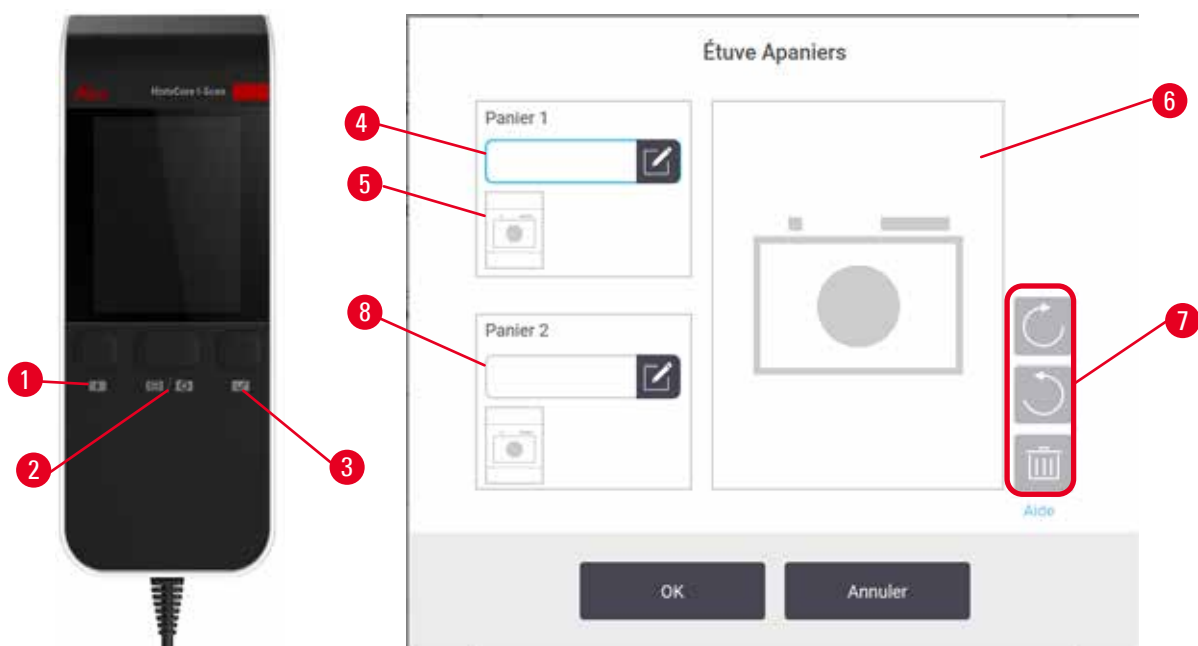 Leica
HistoCore I-Scan
1
2
3
Étuve Apaniers
Panier 1
4
5
6
Panier 2
8
7
Aide
OK
Annuler